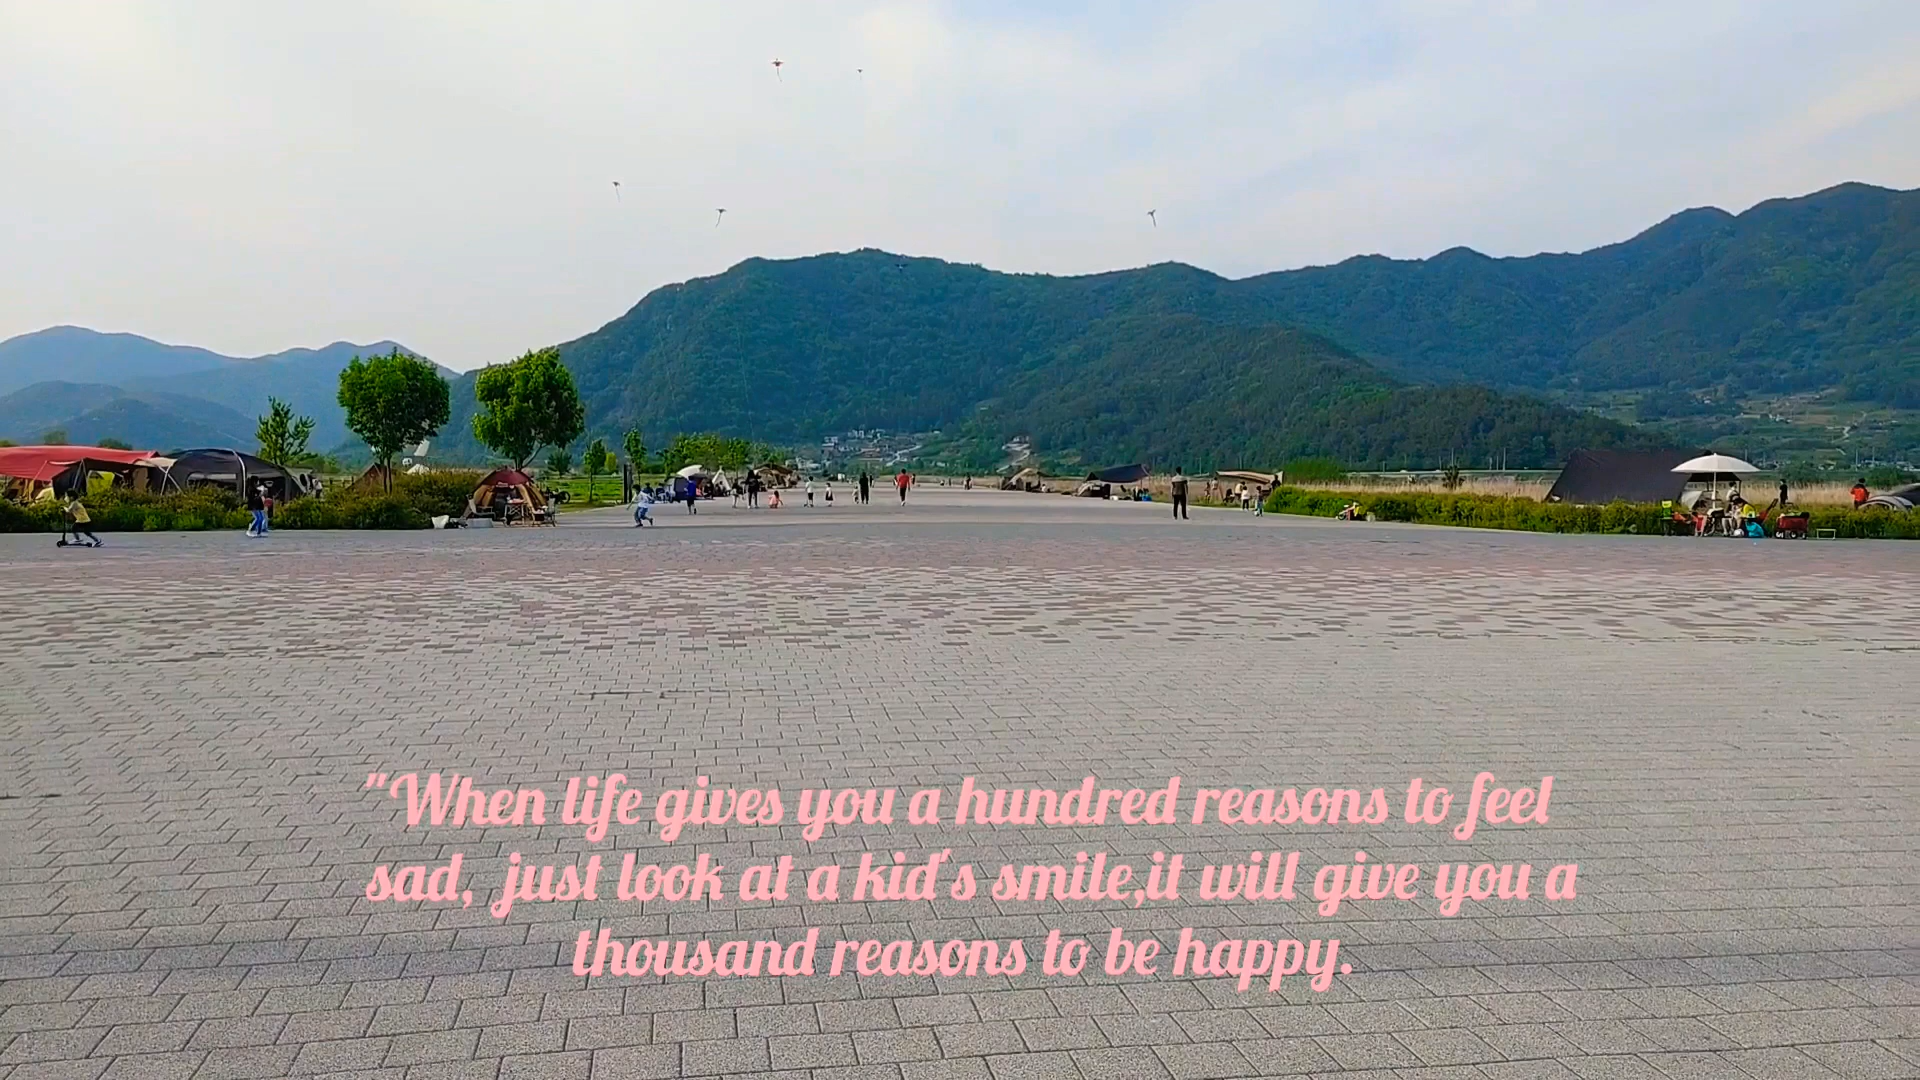 "When life gives you a hundred reasons to feel
sad, just look at a kid's smile,it will give you a
thousand reasons to be happy.